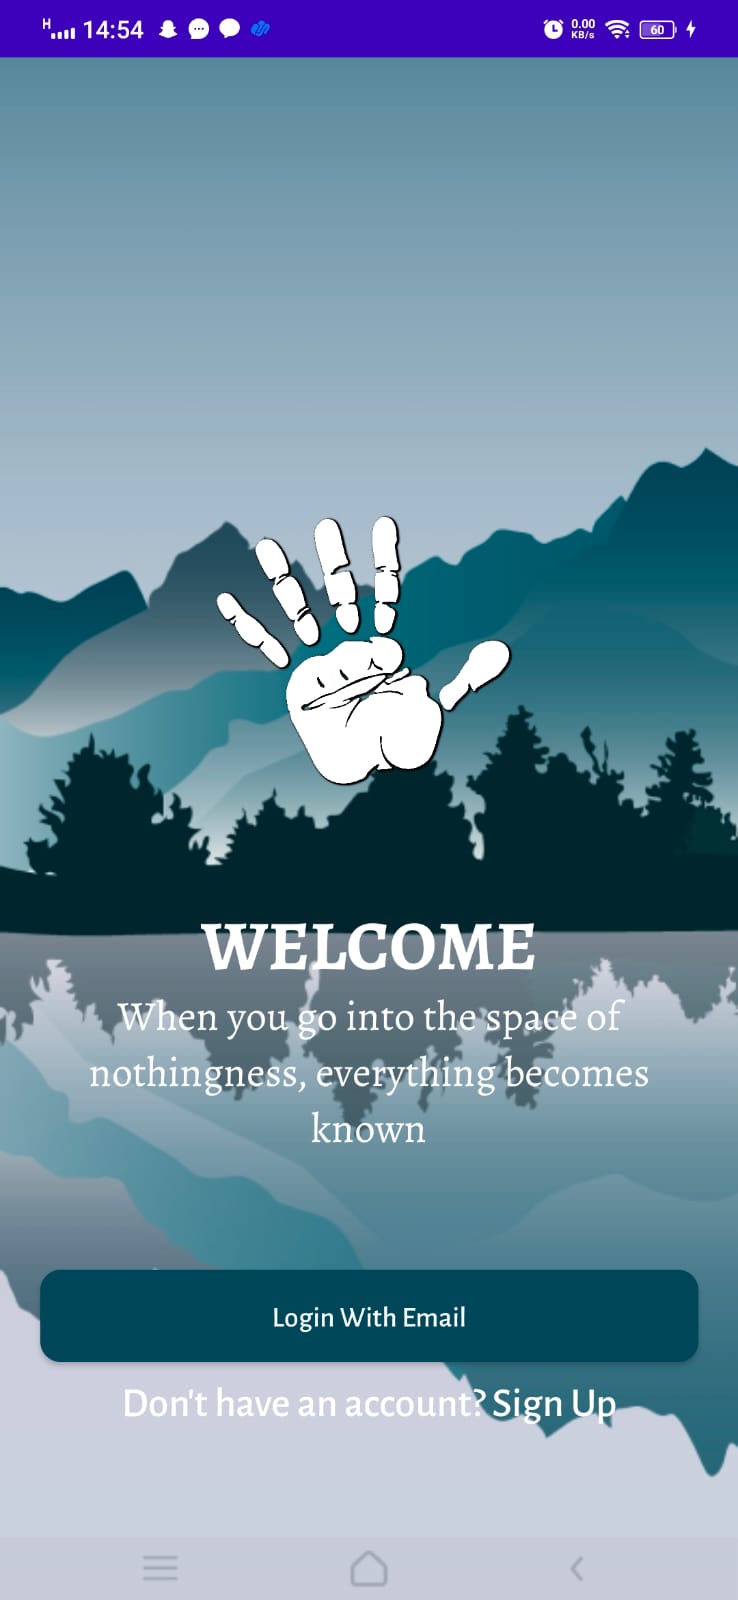 H 14:54 0.00 KB/s 60
WELCOME
When you go into the space of
nothingness, everything becomes
known
Login With Email
Don't have an account? Sign Up